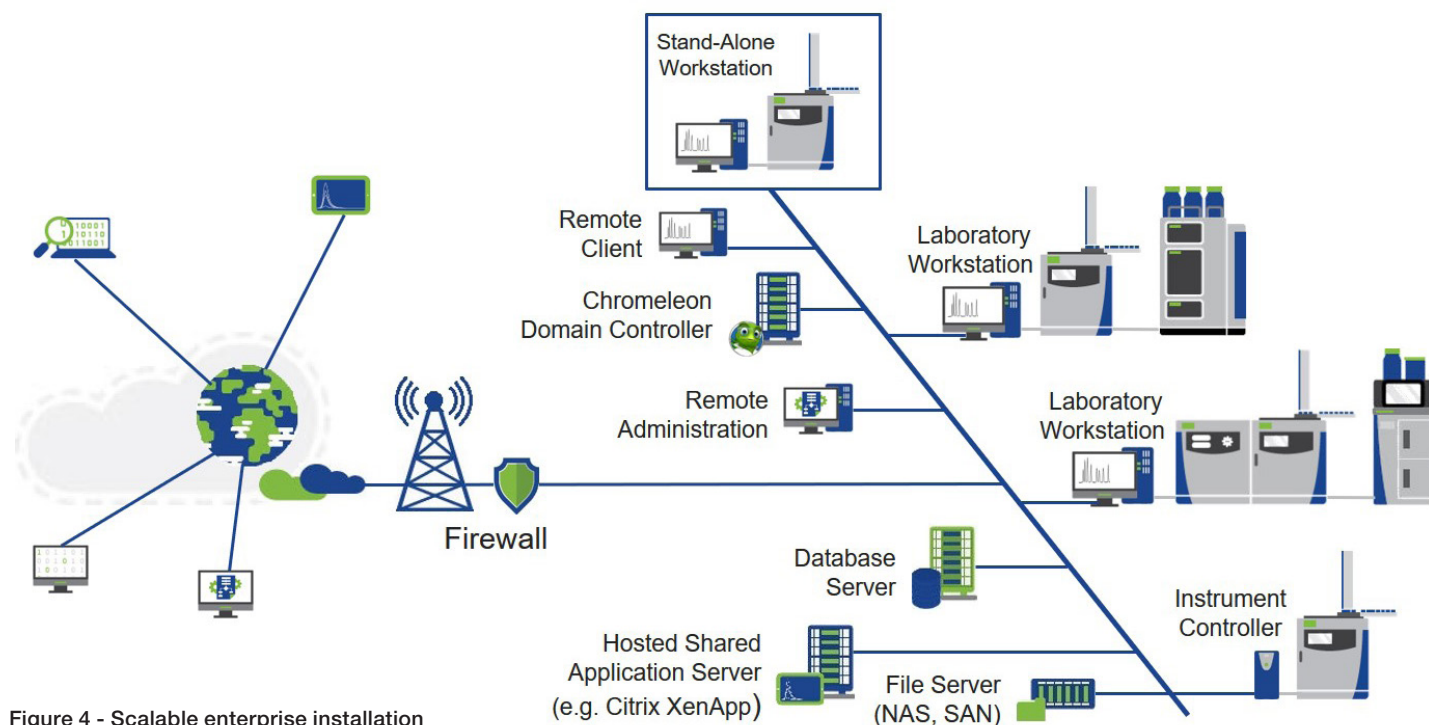 Stand-Alone
Workstation
Remote
Client
Laboratory
Workstation
Chromeleon
Domain Controller
Remote
Administration
Laboratory
Workstation
Firewall
Database
Server
Instrument
Controller
Hosted Shared
Application Server
(e.g. Citrix XenApp)
File Server
(NAS, SAN)
Figure 4 - Scalable enterprise installation